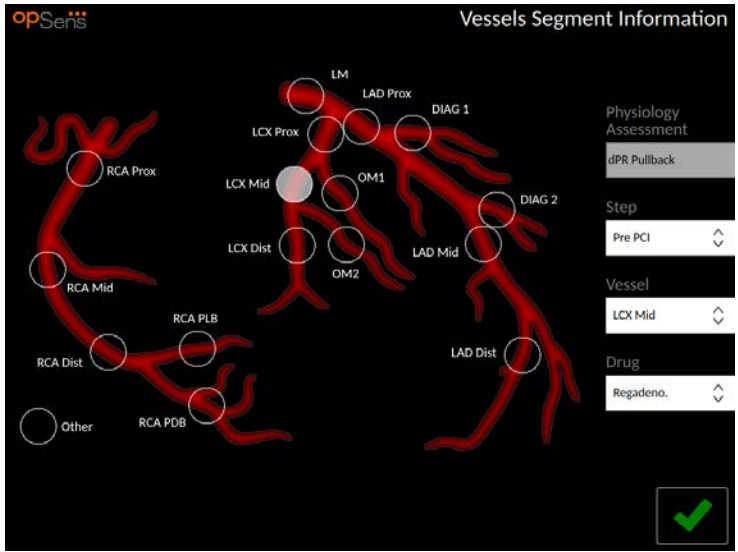 opSens
Vessels Segment Information
LM
LAD Prox
DIAG 1
LCX Prox
RCA Prox
LCX Mid
OM1
DIAG 2
LCX Dist
OM2
LAD Mid
RCA Mid
RCA PLB
RCA Dist
LAD Dist
RCA PDB
Other
Physiology
Assessment
dPR Pullback
Step
Pre PCI
Vessel
LCX Mid
Drug
Regadeno.